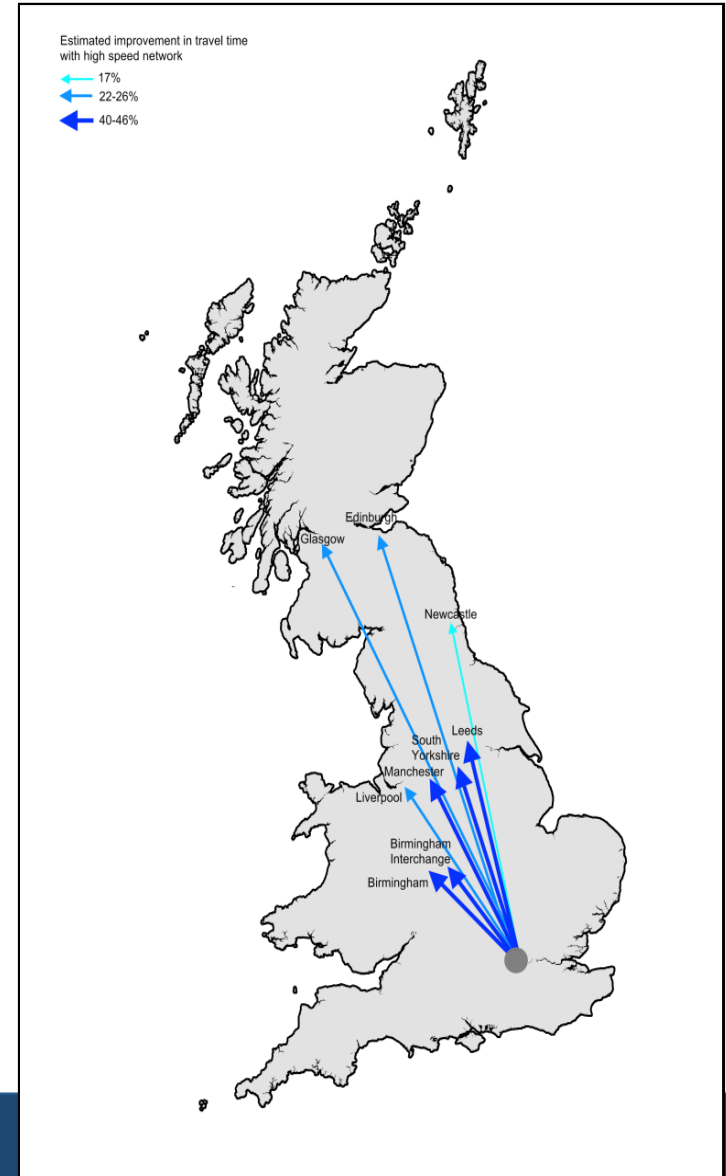 Estimated improvement in travel time
with high speed network
17%
22-26%
40-46%
Edinburgh
Glasgow
Newcastle
Leeds
South
Yorkshire
Manchester
Liverpool
Birmingham
Interchange
Birmingham